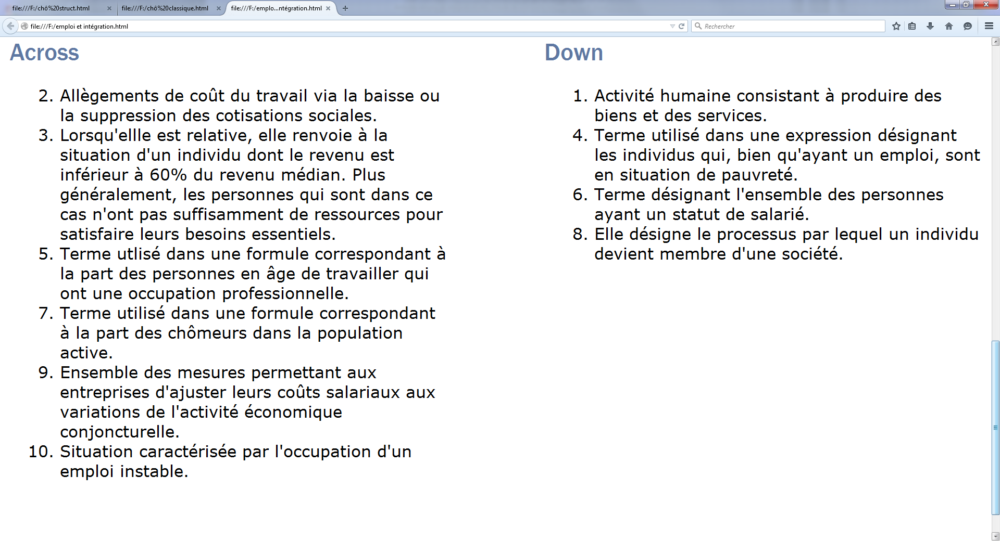 file:///F:/chô%20struct.html
file:///F:/chô%20classique.html
file:///F:/emplo...ntégration.html
file:///F:/emploi et intégration.html
Rechercher
Across
2. Allègements de coût du travail via la baisse ou
la suppression des cotisations sociales.
3. Lorsqu'ellle est relative, elle renvoie à la
situation d'un individu dont le revenu est
inférieur à 60% du revenu médian. Plus
généralement, les personnes qui sont dans ce
cas n'ont pas suffisamment de ressources pour
satisfaire leurs besoins essentiels.
5. Terme utlisé dans une formule correspondant à
la part des personnes en âge de travailler qui
ont une occupation professionnelle.
7. Terme utilisé dans une formule correspondant
à la part des chômeurs dans la population
active.
9. Ensemble des mesures permettant aux
entreprises d'ajuster leurs coûts salariaux aux
variations de l'activité économique
conjoncturelle.
10. Situation caractérisée par l'occupation d'un
emploi instable.
Down
1. Activité humaine consistant à produire des
biens et des services.
4. Terme utilisé dans une expression désignant
les individus qui, bien qu'ayant un emploi, sont
en situation de pauvreté.
6. Terme désignant l'ensemble des personnes
ayant un statut de salarié.
8. Elle désigne le processus par lequel un individu
devient membre d'une société.